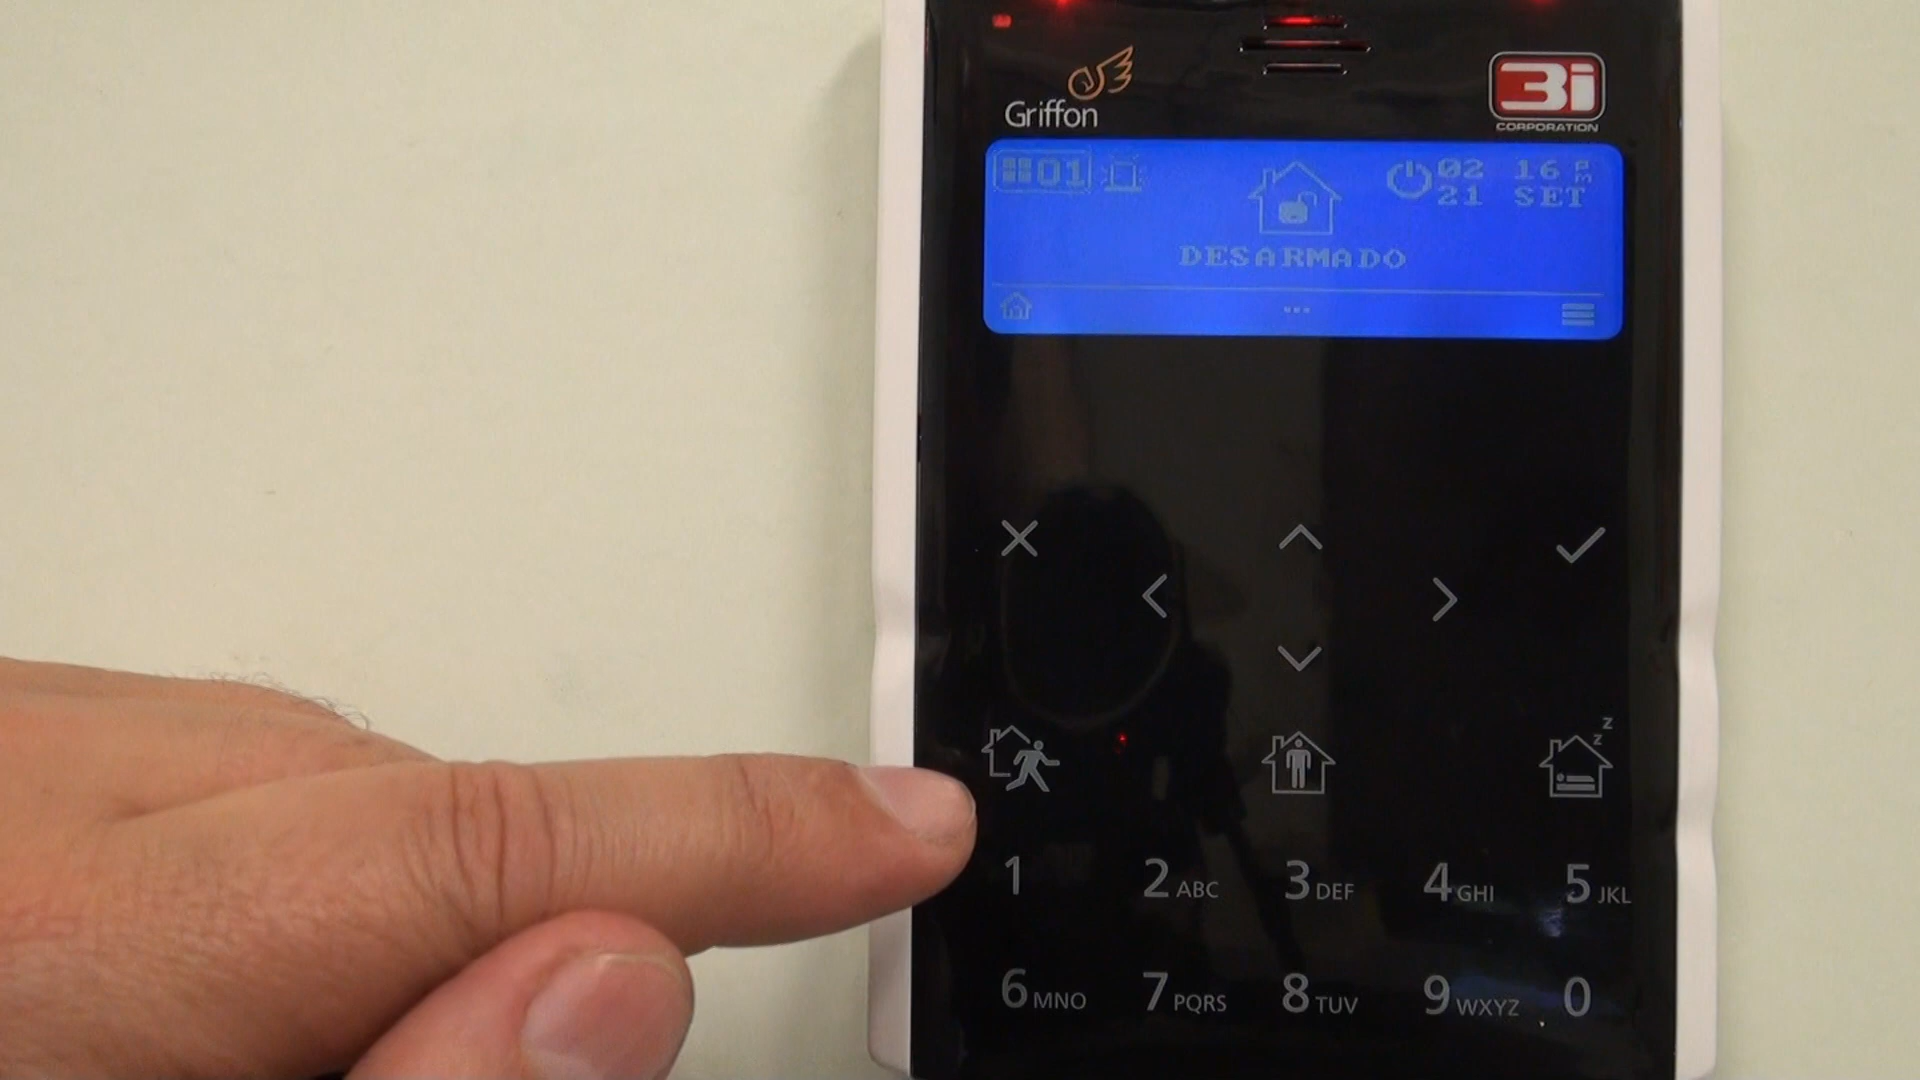 Griffon
3i
CORPORATION
01
02 16 PM
21 SET
DESARMADO
z
z
1 2 ABC 3 DEF 4 GHI 5 JKL
6 MNO 7 PQRS 8 TUV 9 WXYZ 0